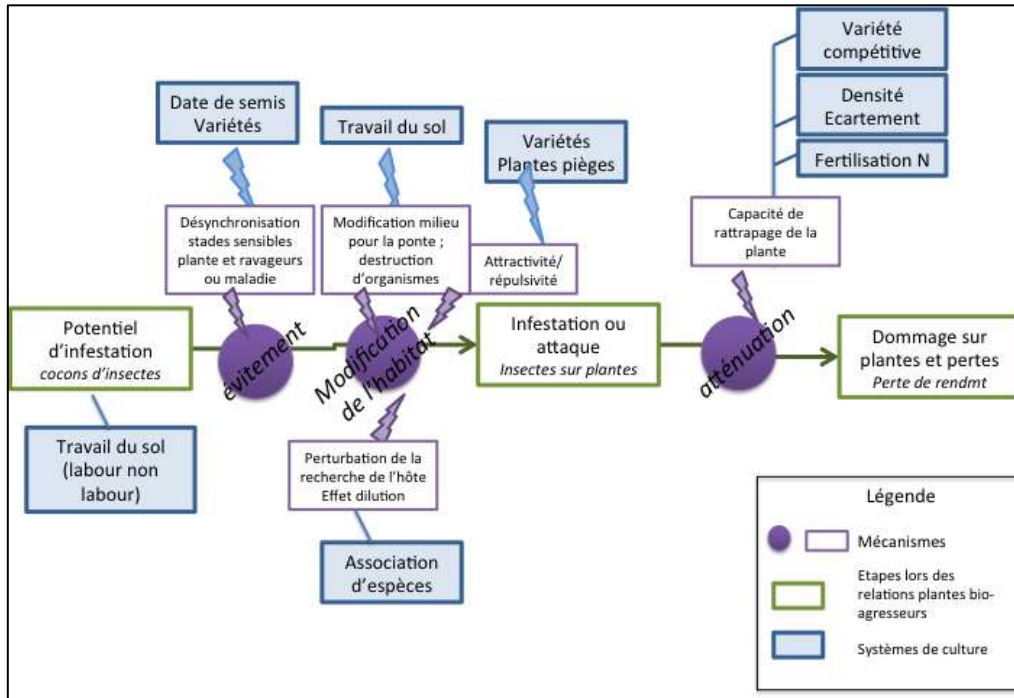 Variété
compétitive
Densité
Ecartement
Fertilisation N
Date de semis
Variétés
Travail du sol
Variétés
Plantes pièges
Désynchronisation
stades sensibles
plante et ravageurs
ou maladie
Modification milieu
pour la ponte ;
destruction
d'organismes
Attractivité/
répulsivité
Capacité de
rattrapage de la
plante
Potentiel
d'infestation
cocons d'insectes
évitement
Modification
de l'habitat
Infestation ou
attaque
Insectes sur plantes
atténuation
Dommage sur
plantes et pertes
Perte de rendmt
Travail du sol
(labour non
labour)
Perturbation de la
recherche de l'hôte
Effet dilution
Association
d'espèces
Légende
Mécanismes
Etapes lors des
relations plantes bio-
agresseurs
Systèmes de culture